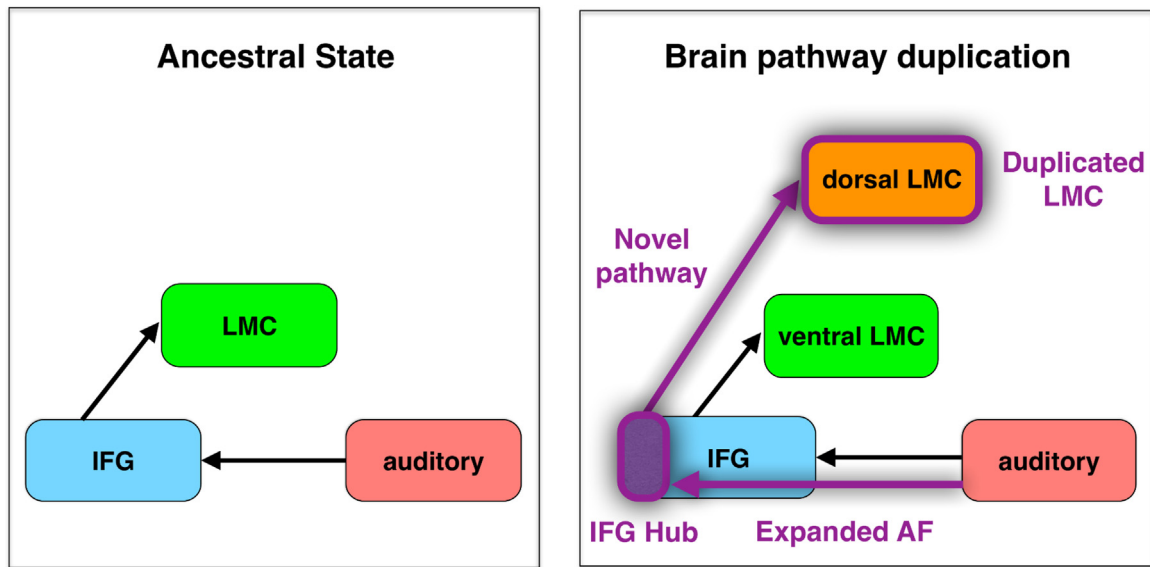 Ancestral State
LMC
IFG
auditory
Brain pathway duplication
dorsal LMC
Duplicated
LMC
Novel
pathway
ventral LMC
IFG
auditory
IFG Hub
Expanded AF